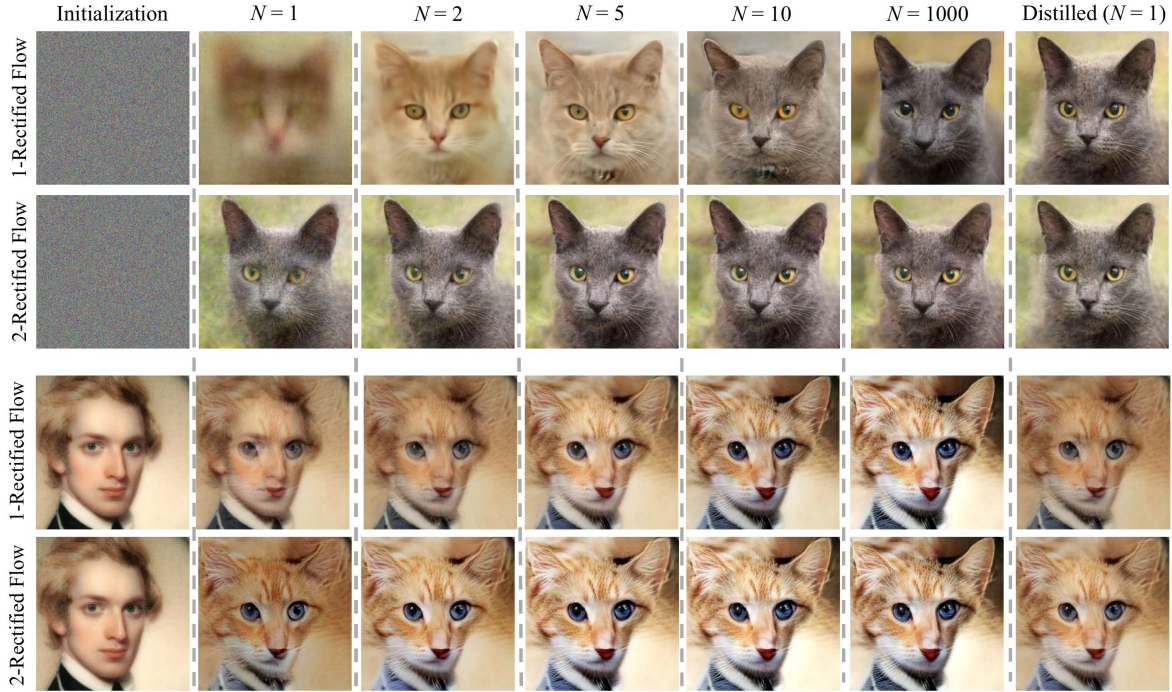 Initialization N = 1 N = 2 N = 5 N = 10 N = 1000 Distilled (N = 1)
1-Rectified Flow
2-Rectified Flow
1-Rectified Flow
2-Rectified Flow